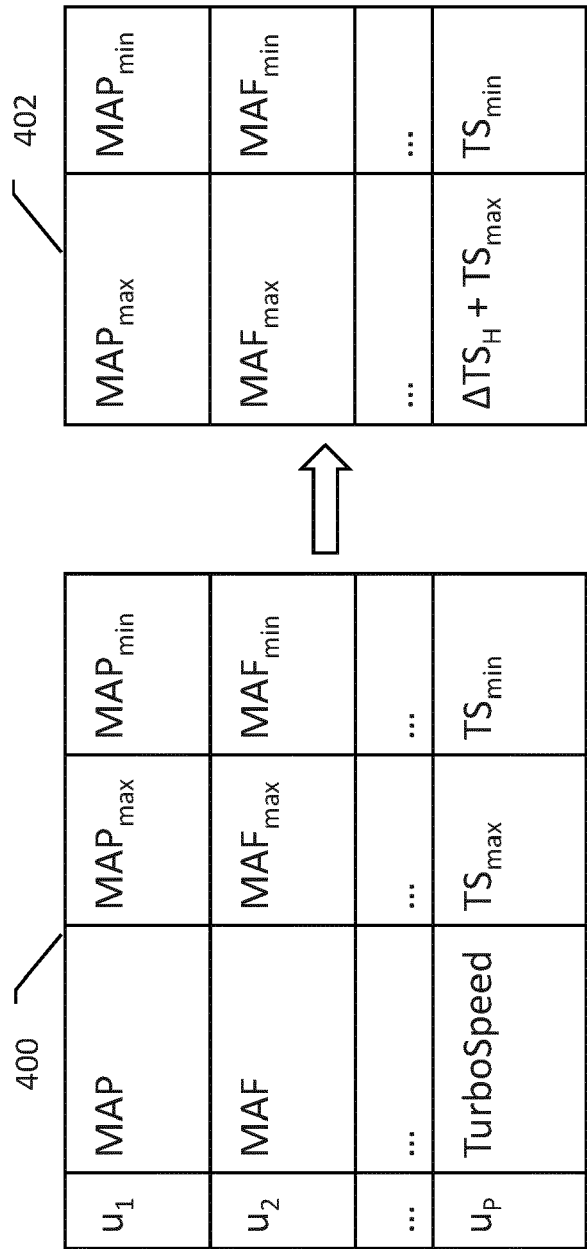 400
u1 MAP MAPmax MAPmin
u2 MAF MAFmax MAFmin
... ... ... ...
uP TurboSpeed TSmax TSmin
402
MAPmax MAPmin
MAFmax MAFmin
... ...
ΔTSH + TSmax TSmin